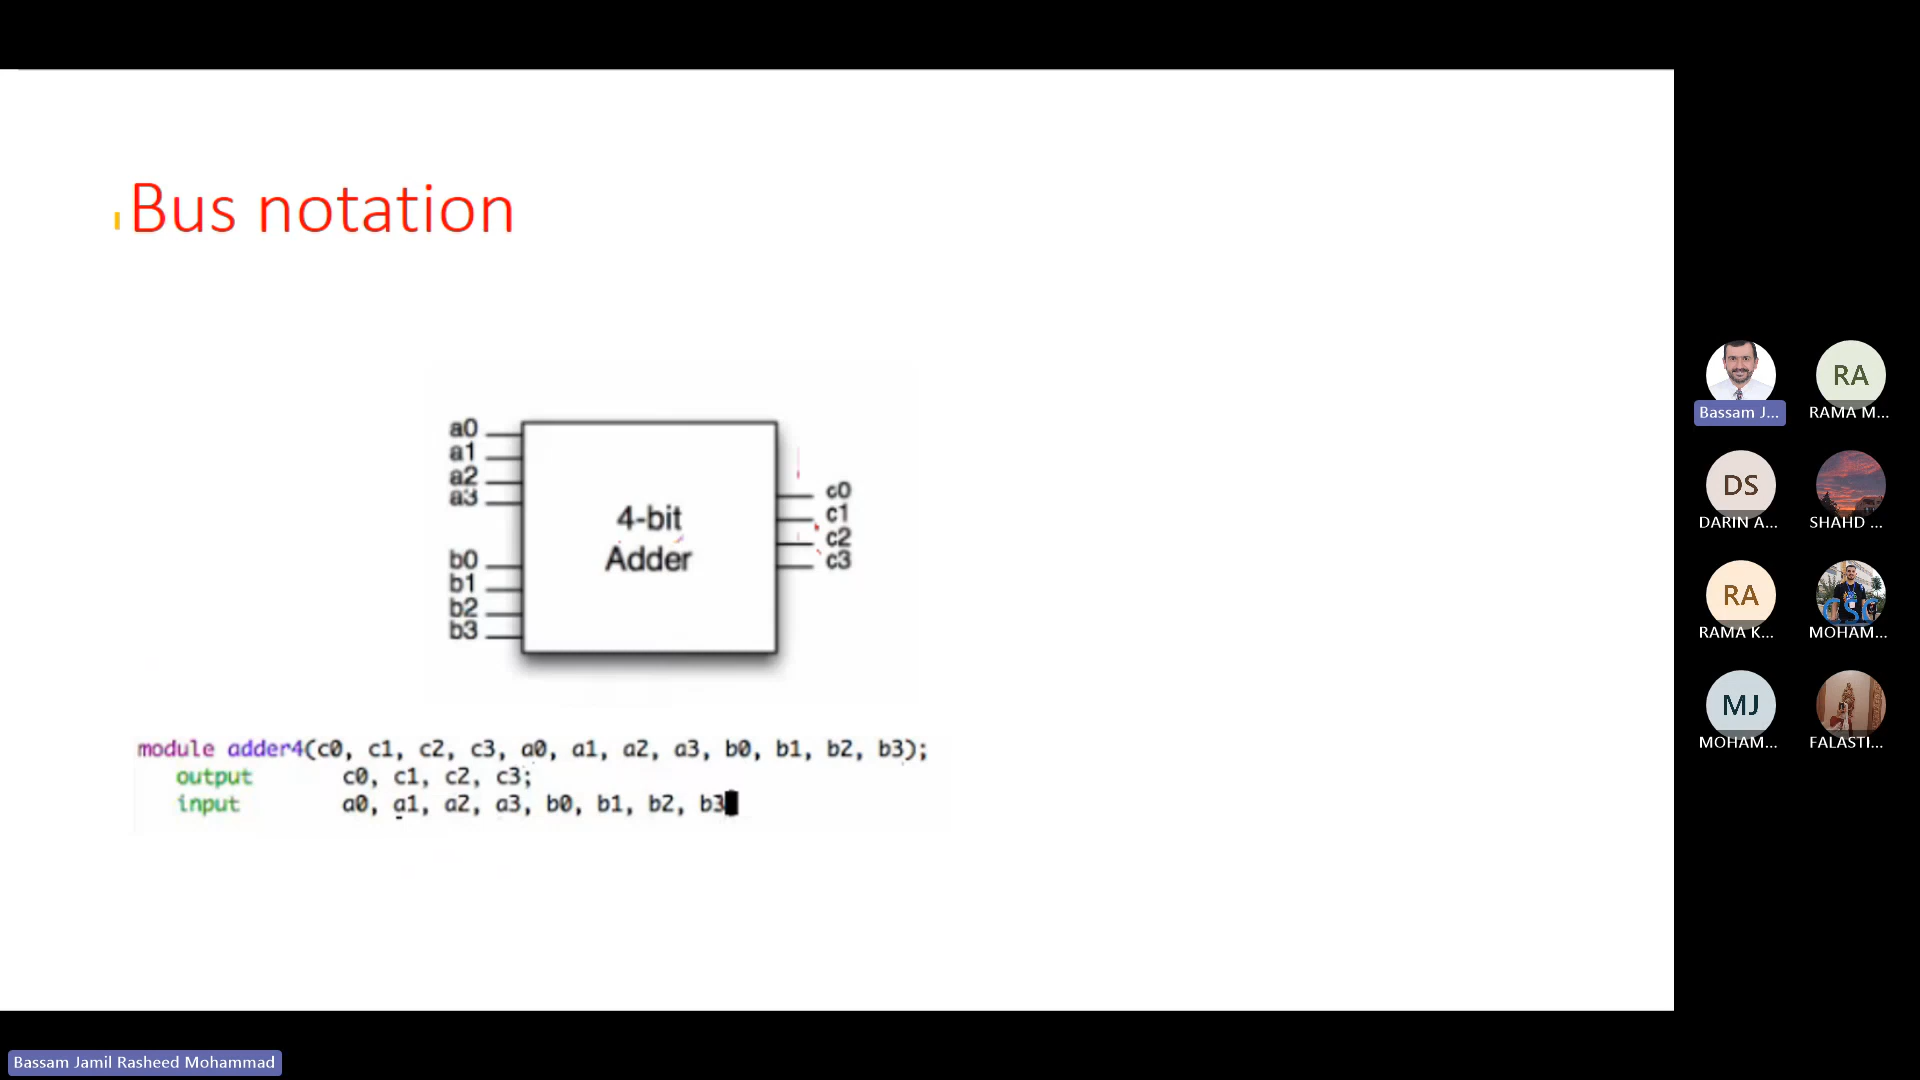 Bus notation
a0
a1
a2
a3
b0
b1
b2
b3
4-bit
Adder
c0
c1
c2
c3
module adder4(c0, c1, c2, c3, a0, a1, a2, a3, b0, b1, b2, b3);
output c0, c1, c2, c3;
input a0, a1, a2, a3, b0, b1, b2, b3
Bassam J...
RA
RAMA M...
DS
DARIN A...
SHAHD ...
RA
RAMA K...
CSC
MOHAM...
MJ
MOHAM...
FALASTI...
Bassam Jamil Rasheed Mohammad